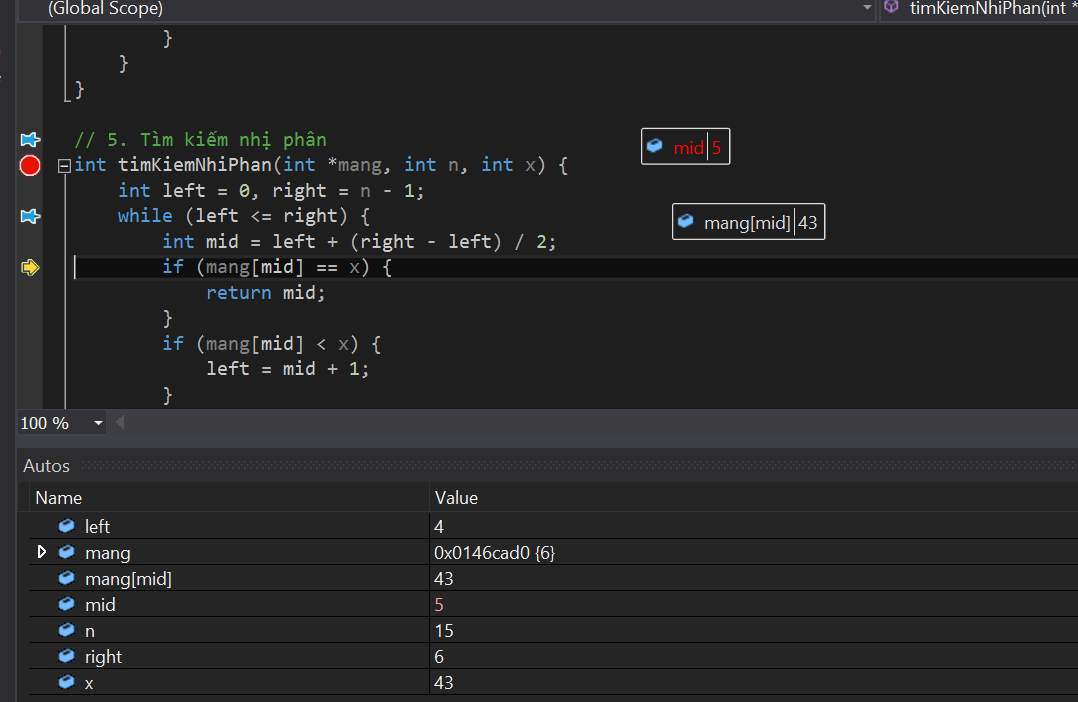 (Global Scope) timKiemNhiPhan(int *
}
}
}
// 5. Tìm kiếm nhị phân
int timKiemNhiPhan(int *mang, int n, int x) {
int left = 0, right = n - 1;
while (left <= right) {
int mid = left + (right - left) / 2;
if (mang[mid] == x) {
return mid;
}
if (mang[mid] < x) {
left = mid + 1;
}
mid 5
mang[mid] 43
100 %
Autos
Name Value
left 4
mang 0x0146cad0 {6}
mang[mid] 43
mid 5
n 15
right 6
x 43